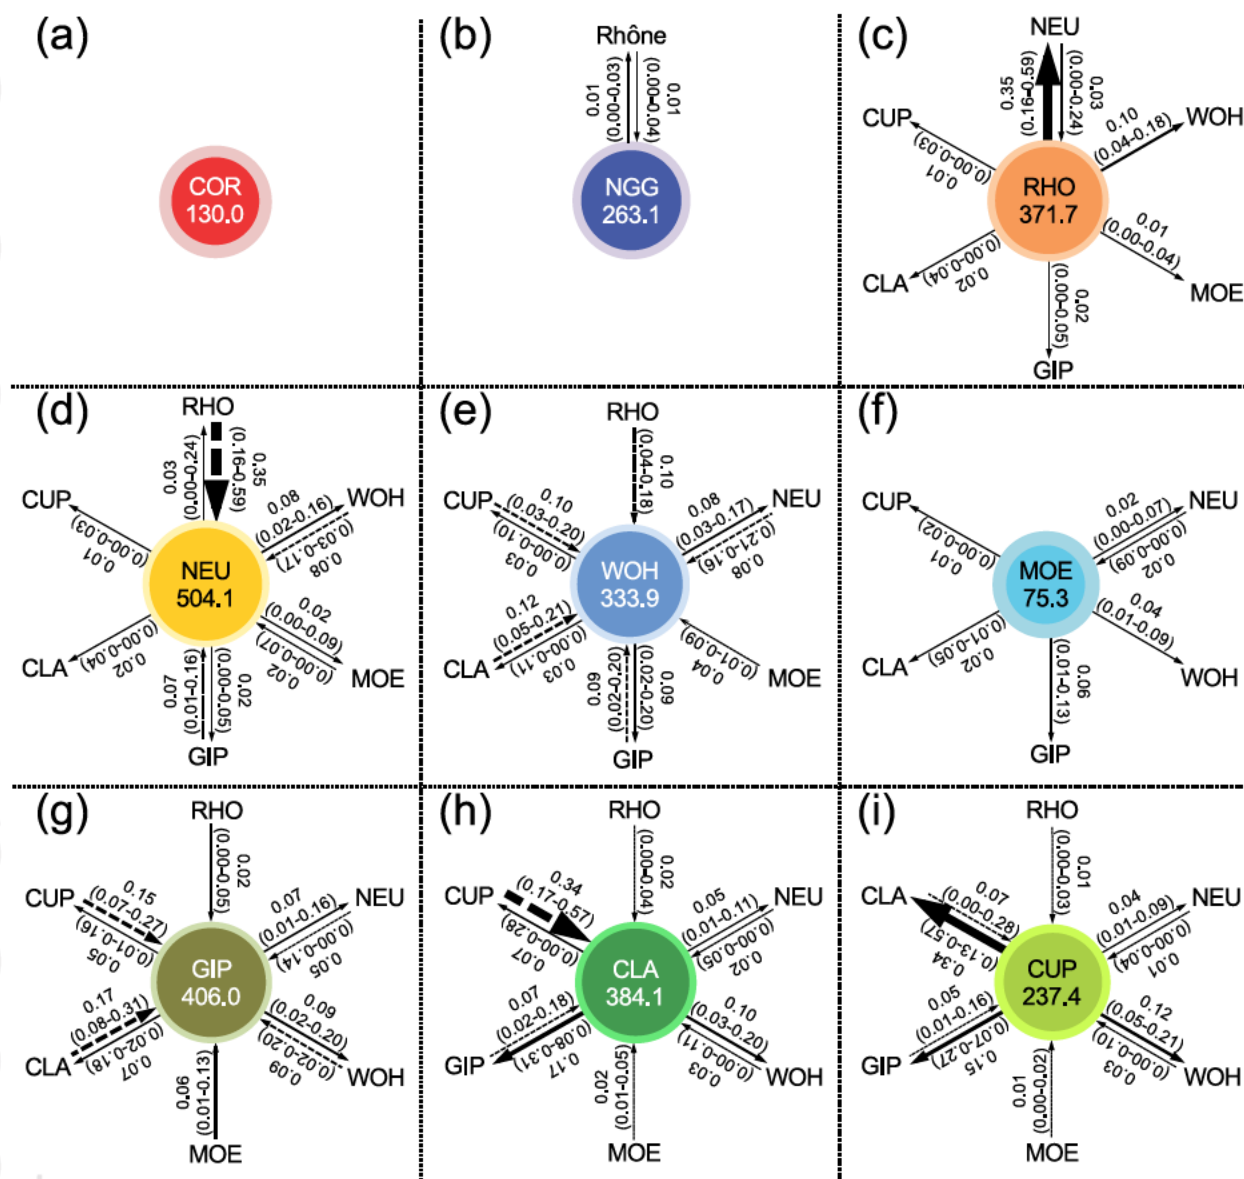 (a)
COR
130.0
(b)
Rhône
0.01
(0.00-0.03)
0.01
(0.00-0.04)
NGG
263.1
(c)
NEU
0.35
(0.16-0.59)
0.03
(0.00-0.24)
CUP
(0.00-0.03)
0.01
0.10
(0.04-0.18)
WOH
RHO
371.7
CLA
(0.00-0.04)
0.02
0.01
(0.00-0.04)
MOE
0.02
(0.00-0.05)
GIP
(d)
RHO
0.03
(0.00-0.24)
0.35
(0.16-0.59)
CUP
(0.00-0.03)
0.01
0.08
(0.02-0.16)
WOH
(0.03-0.17)
0.08
NEU
504.1
CLA
(0.00-0.04)
0.02
0.02
(0.00-0.09)
MOE
(0.00-0.07)
0.02
0.07
(0.01-0.16)
0.02
(0.00-0.05)
GIP
(e)
RHO
0.10
(0.04-0.18)
CUP
0.10
(0.03-0.20)
(0.00-0.10)
0.03
0.08
(0.03-0.17)
NEU
(0.21-0.16)
0.08
WOH
333.9
0.12
(0.05-0.21)
CLA
(0.00-0.11)
0.03
MOE
(0.01-0.09)
0.04
0.09
(0.02-0.20)
0.09
(0.02-0.20)
GIP
(f)
CUP
(0.00-0.02)
0.01
0.02
(0.00-0.07)
NEU
(0.00-0.09)
0.02
MOE
75.3
CLA
(0.01-0.05)
0.02
0.04
(0.01-0.09)
WOH
0.06
(0.01-0.13)
GIP
(g)
RHO
0.02
(0.00-0.05)
CUP
0.15
(0.07-0.27)
(0.01-0.16)
0.05
0.07
(0.01-0.16)
NEU
(0.00-0.14)
0.05
GIP
406.0
0.17
(0.08-0.31)
CLA
(0.02-0.18)
0.07
0.09
(0.02-0.20)
WOH
(0.02-0.20)
0.09
0.06
(0.01-0.13)
MOE
(h)
RHO
0.02
(0.00-0.04)
CUP
0.34
(0.17-0.57)
(0.00-0.28)
0.07
0.05
(0.01-0.11)
NEU
(0.00-0.05)
0.02
CLA
384.1
0.07
(0.02-0.18)
GIP
(0.08-0.31)
0.17
0.10
(0.03-0.20)
WOH
(0.00-0.11)
0.03
0.02
(0.01-0.05)
MOE
(i)
RHO
0.01
(0.00-0.03)
CLA
0.07
(0.00-0.28)
(0.13-0.57)
0.34
0.04
(0.01-0.09)
NEU
(0.00-0.04)
0.01
CUP
237.4
0.05
(0.01-0.16)
GIP
(0.07-0.27)
0.15
0.12
(0.05-0.21)
WOH
(0.00-0.10)
0.03
0.01
(0.00-0.02)
MOE